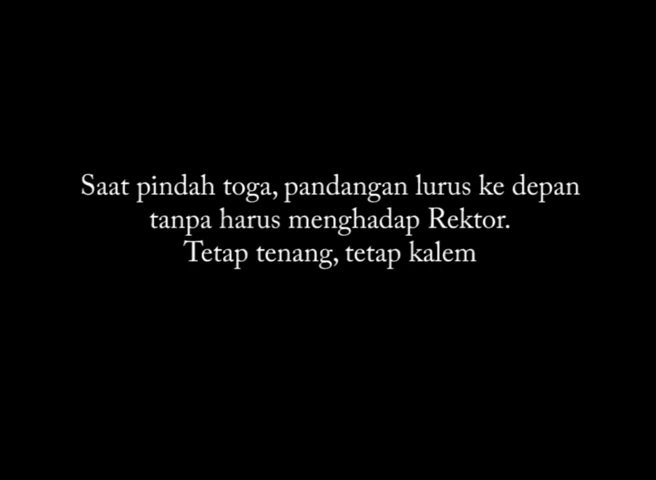 Saat pindah toga, pandangan lurus ke depan
tanpa harus menghadap Rektor.
Tetap tenang, tetap kalem